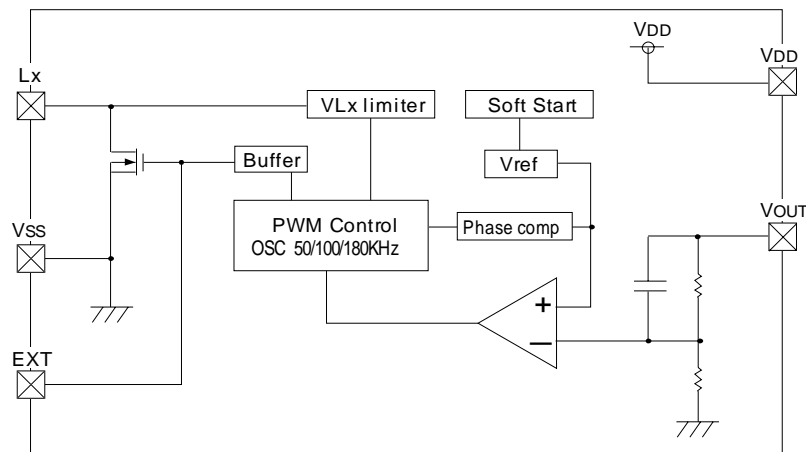 VDD
VDD
Lx
VLx limiter
Soft Start
Buffer
Vref
VSS
PWM Control
OSC 50/100/180KHz
Phase comp
VOUT
+
−
EXT